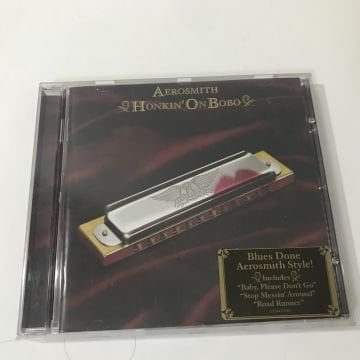 AEROSMITH
HONKIN' ON BOBO
Blues Done
Aerosmith Style!
Includes
"Baby, Please Don't Go"
"Stop Messin' Around"
"Road Runner"